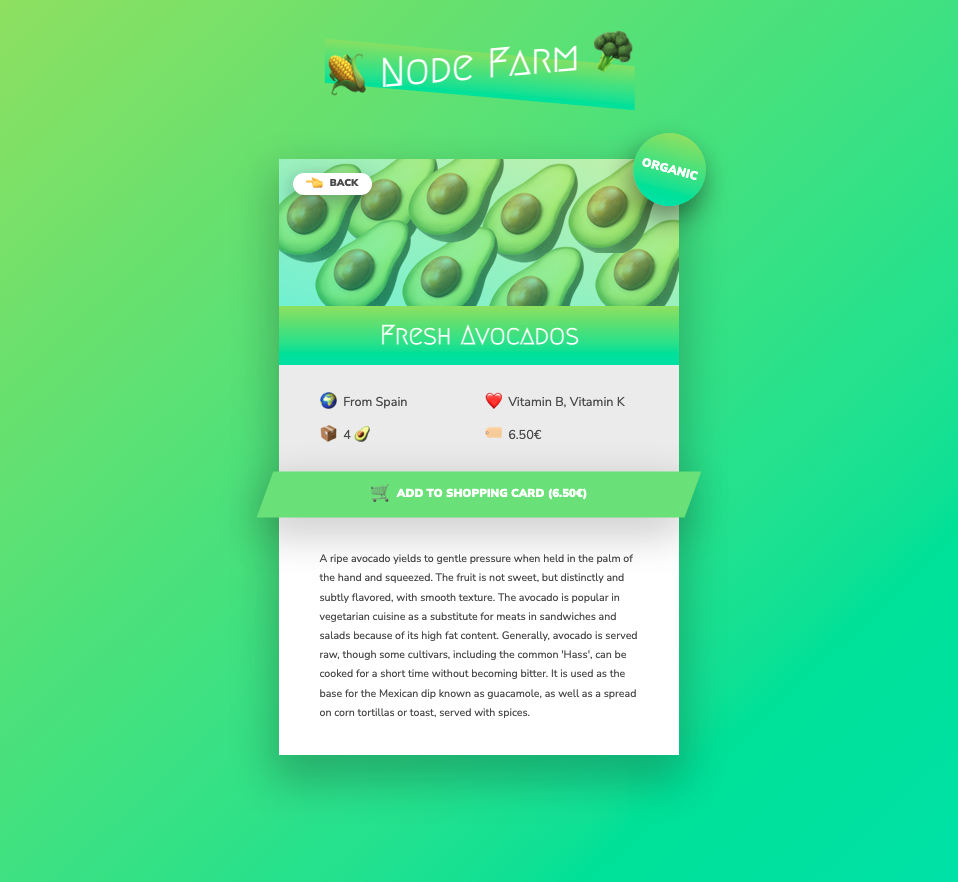 Node Farm
ORGANIC
BACK
Fresh Avocados
From Spain
Vitamin B, Vitamin K
4
6.50€
ADD TO SHOPPING CARD (6.50€)
A ripe avocado yields to gentle pressure when held in the palm of
the hand and squeezed. The fruit is not sweet, but distinctly and
subtly flavored, with smooth texture. The avocado is popular in
vegetarian cuisine as a substitute for meats in sandwiches and
salads because of its high fat content. Generally, avocado is served
raw, though some cultivars, including the common 'Hass', can be
cooked for a short time without becoming bitter. It is used as the
base for the Mexican dip known as guacamole, as well as a spread
on corn tortillas or toast, served with spices.